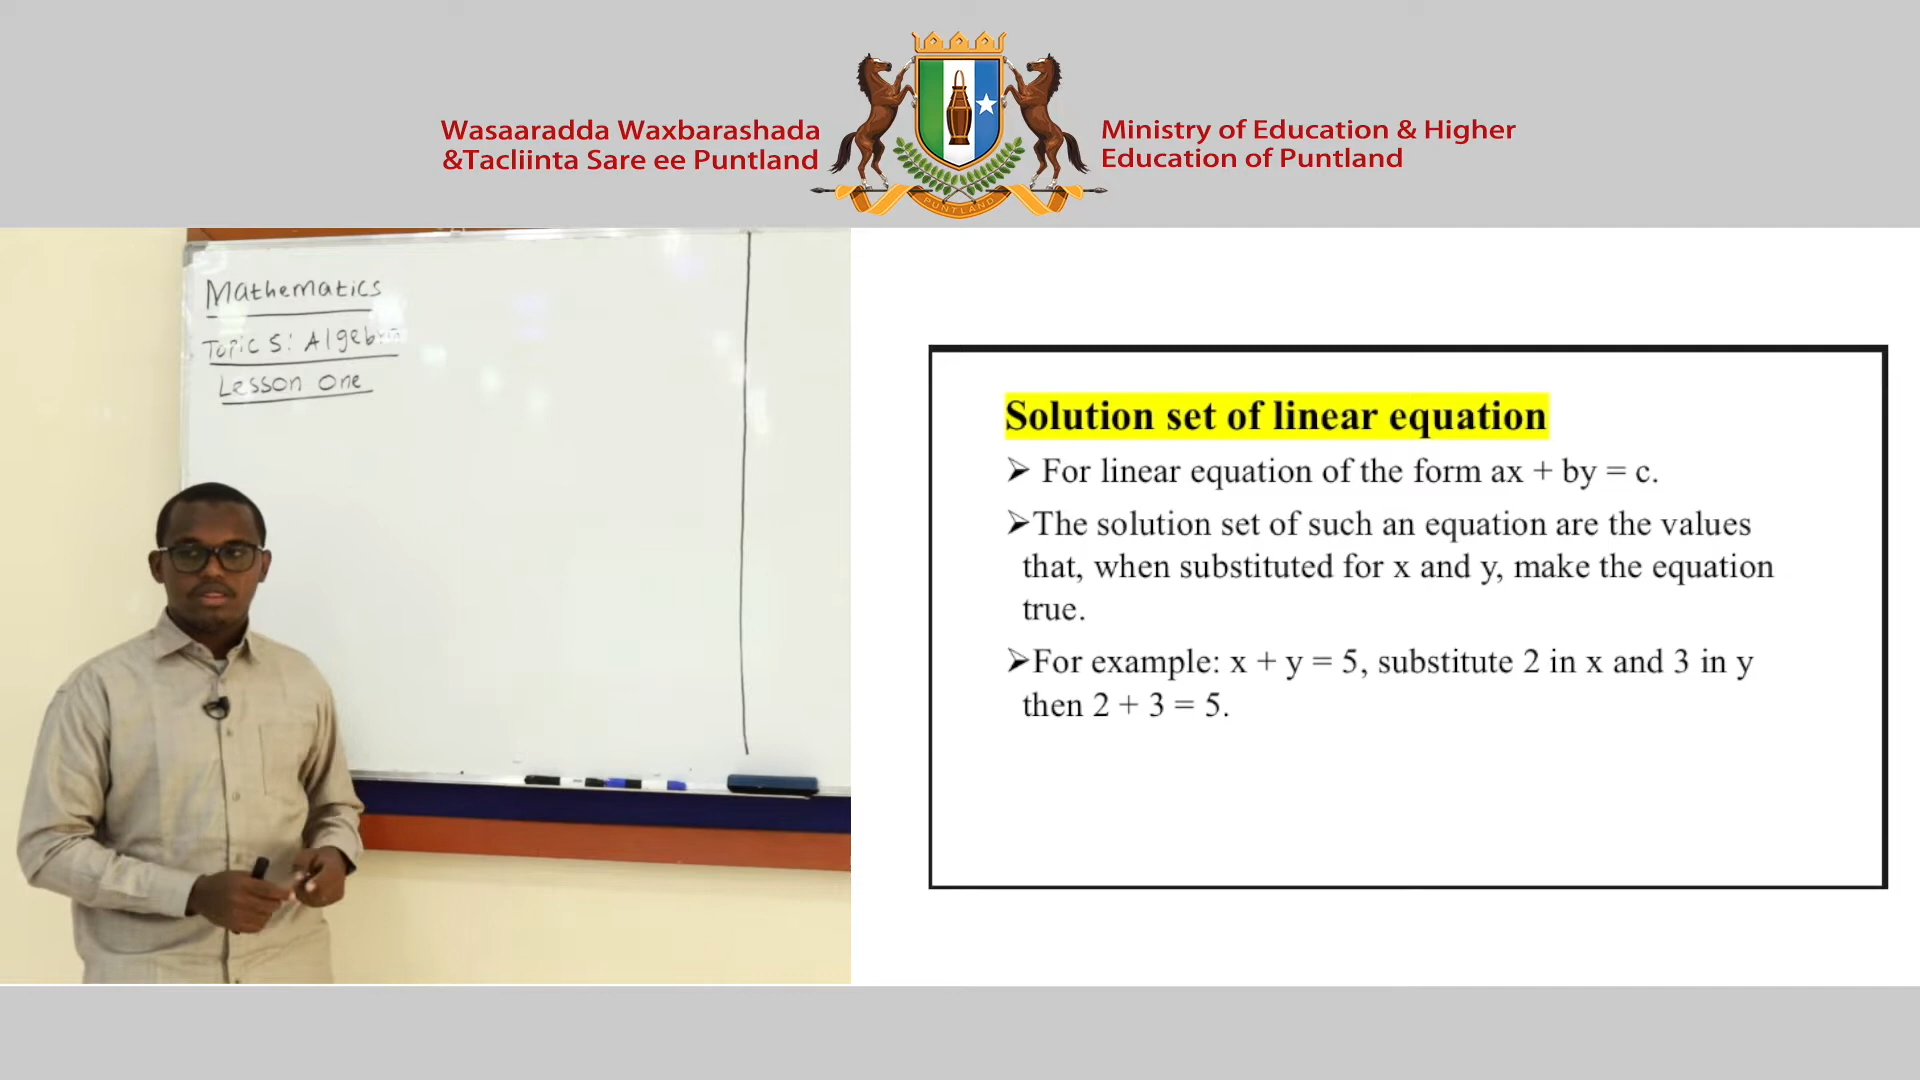 Wasaaradda Waxbarashada
&Tacliinta Sare ee Puntland
PUNTLAND
Ministry of Education & Higher
Education of Puntland
Mathematics
Topic 5: Algebra
Lesson One
Solution set of linear equation
➢ For linear equation of the form ax + by = c.
➢The solution set of such an equation are the values
that, when substituted for x and y, make the equation
true.
➢For example: x + y = 5, substitute 2 in x and 3 in y
then 2 + 3 = 5.